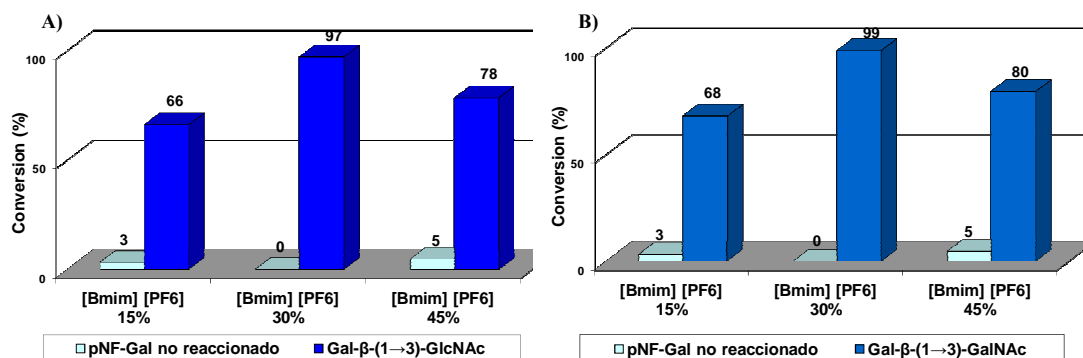 A)
Conversion (%)
100
50
0
3
66
0
97
5
78
[Bmim] [PF6]
15%
[Bmim] [PF6]
30%
[Bmim] [PF6]
45%
pNF-Gal no reaccionado
Gal-β-(1→3)-GlcNAc
B)
Conversion (%)
100
50
0
3
68
0
99
5
80
[Bmim] [PF6]
15%
[Bmim] [PF6]
30%
[Bmim] [PF6]
45%
pNF-Gal no reaccionado
Gal-β-(1→3)-GalNAc